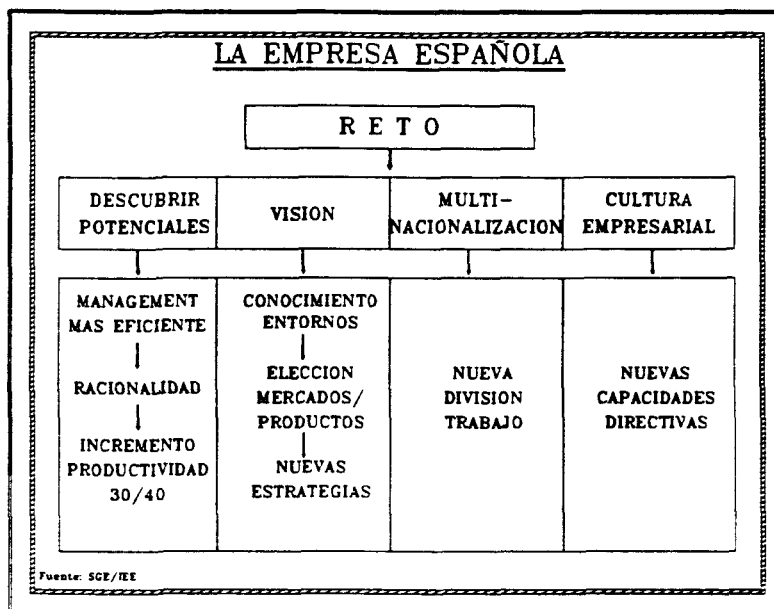 LA EMPRESA ESPAÑOLA
RETO
DESCUBRIR
POTENCIALES
VISION
MULTI-
NACIONALIZACION
CULTURA
EMPRESARIAL
MANAGEMENT
MAS EFICIENTE
RACIONALIDAD
INCREMENTO
PRODUCTIVIDAD
30/40
CONOCIMIENTO
ENTORNOS
ELECCION
MERCADOS/
PRODUCTOS
NUEVAS
ESTRATEGIAS
NUEVA
DIVISION
TRABAJO
NUEVAS
CAPACIDADES
DIRECTIVAS
Fuente: SGE/IEE